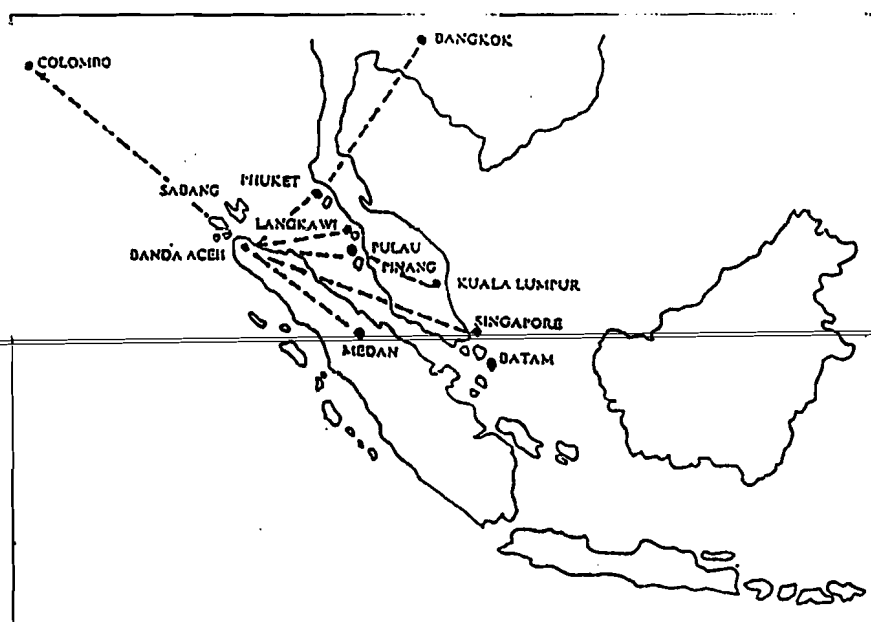 BANGKOK
COLOMBO
PHUKET
SABANG
LANGKAWI
BANDA ACEH
PULAU
PINANG
KUALA LUMPUR
SINGAPORE
MEDAN
BATAM